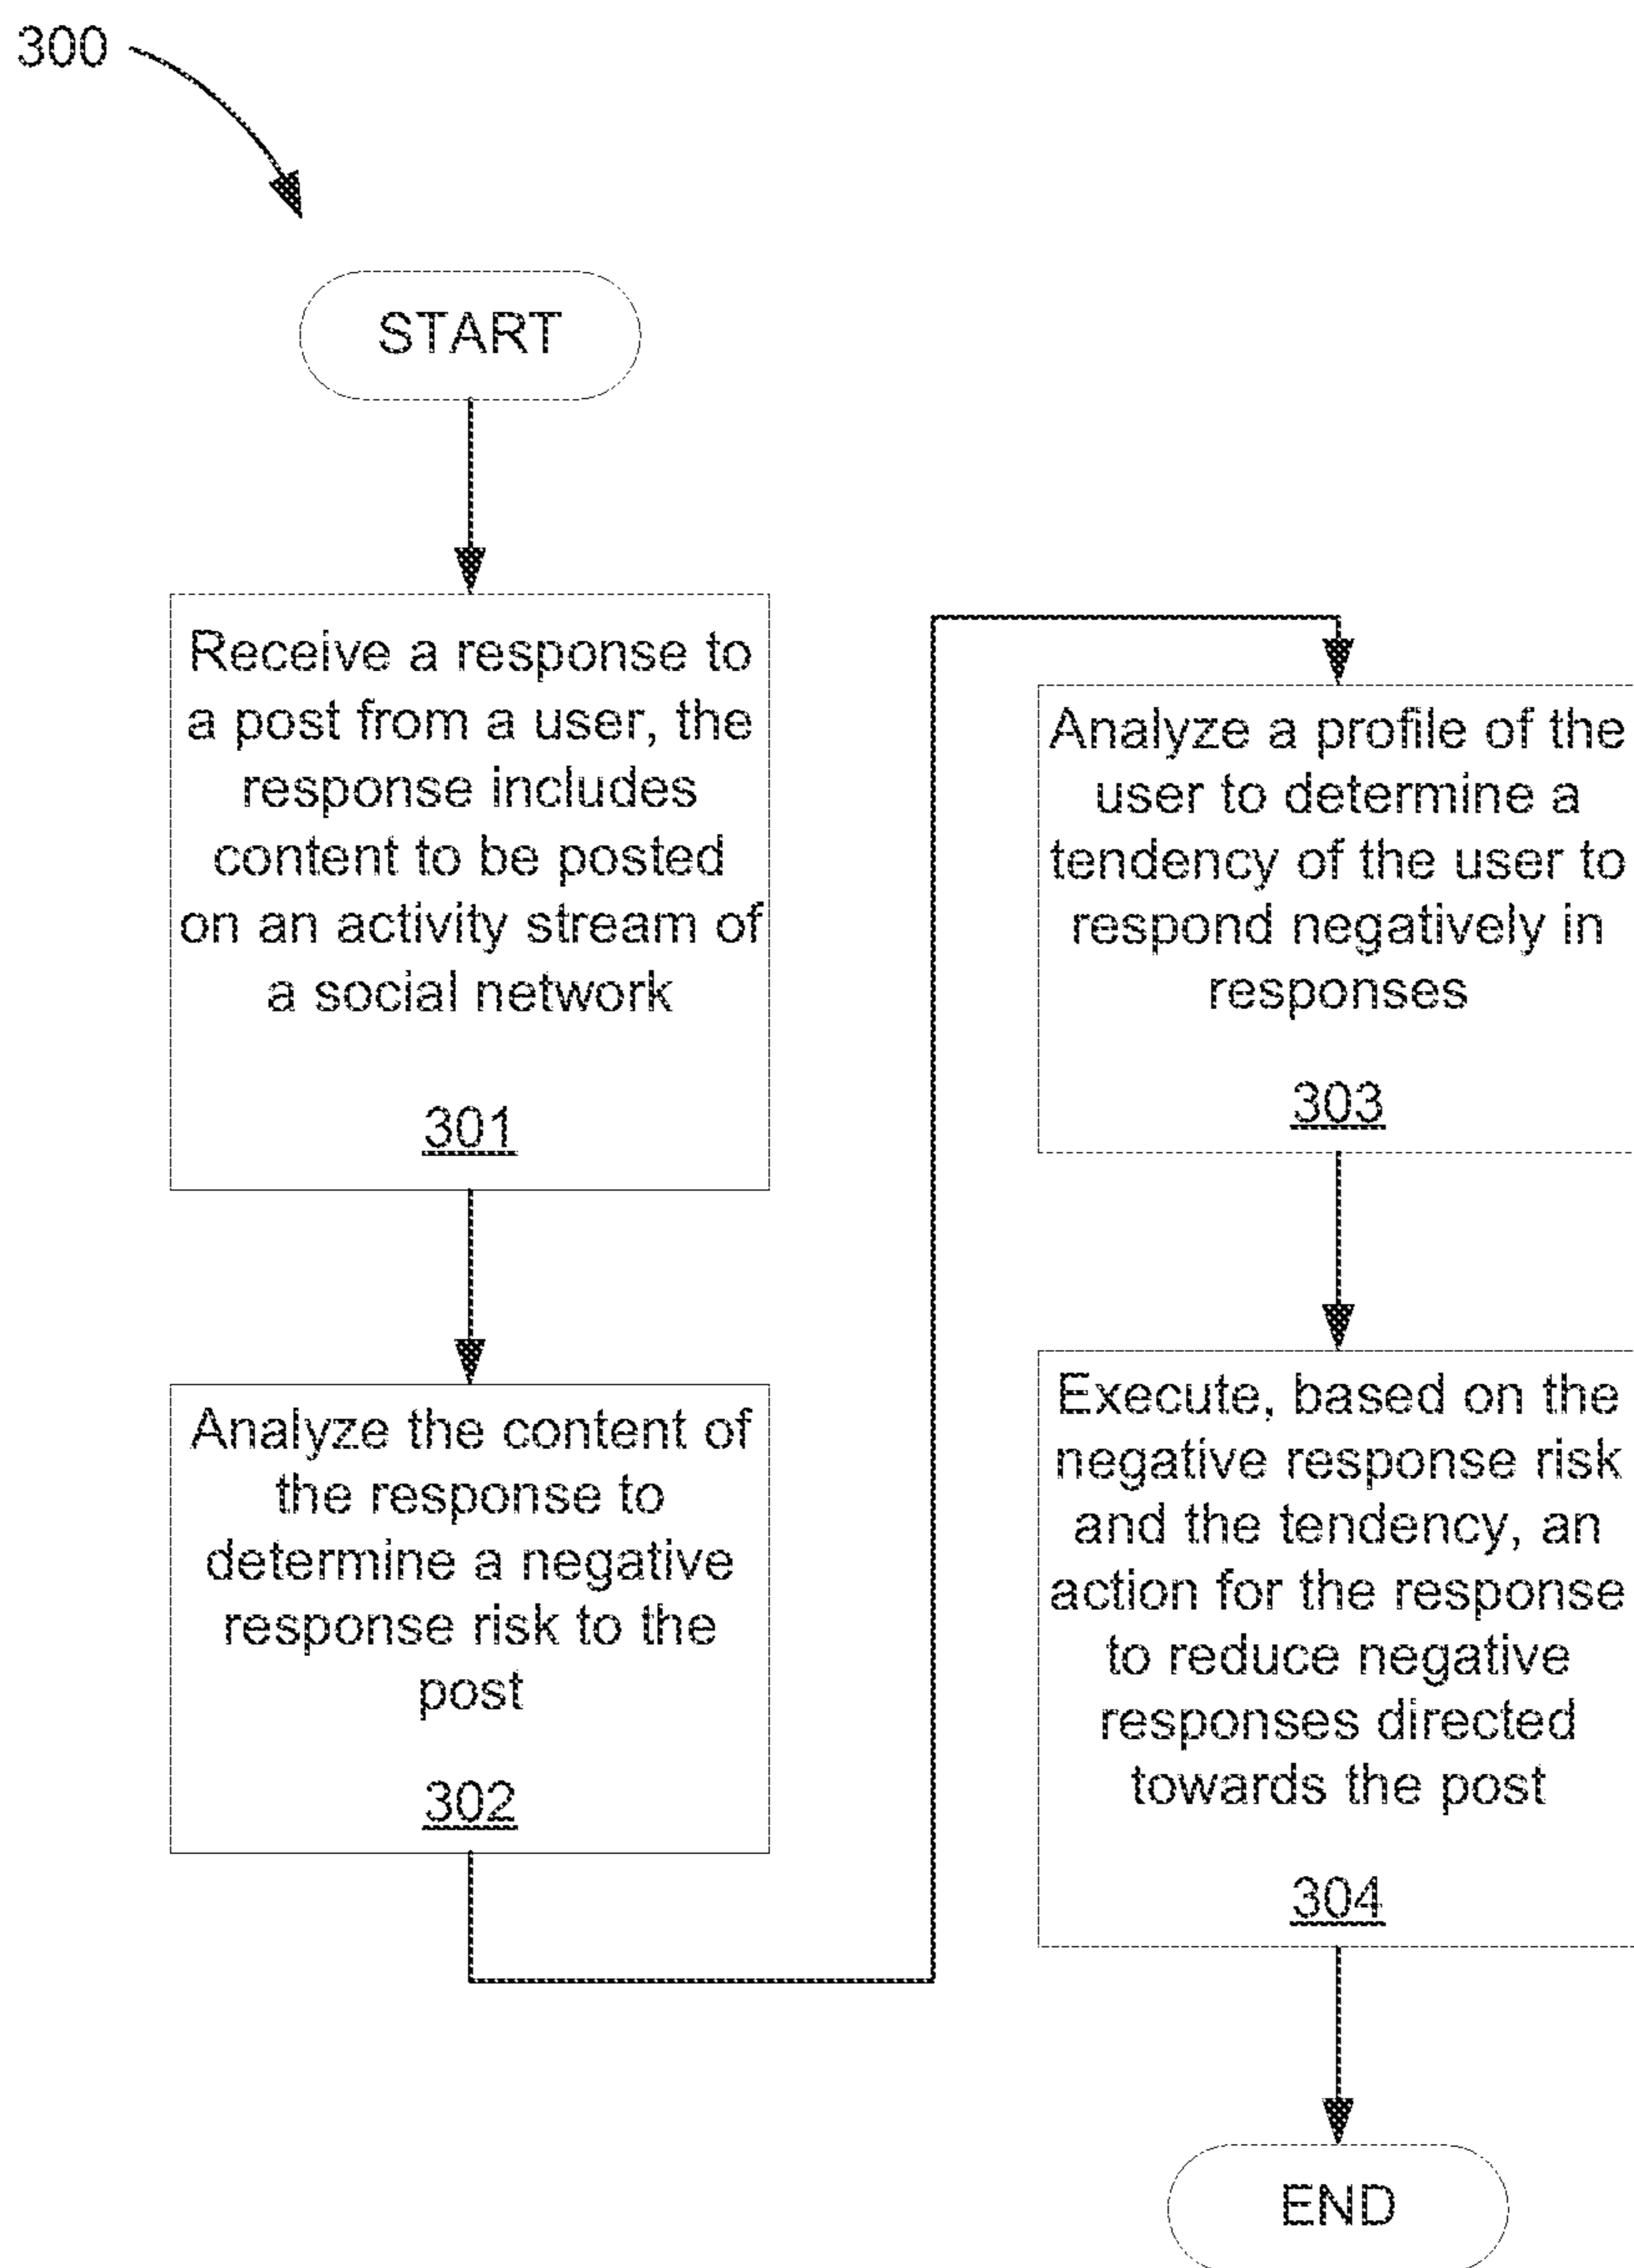 300
START
Receive a response to
a post from a user, the
response includes
content to be posted
on an activity stream of
a social network
301
Analyze the content of
the response to
determine a negative
response risk to the
post
302
Analyze a profile of the
user to determine a
tendency of the user to
respond negatively in
responses
303
Execute, based on the
negative response risk
and the tendency, an
action for the response
to reduce negative
responses directed
towards the post
304
END